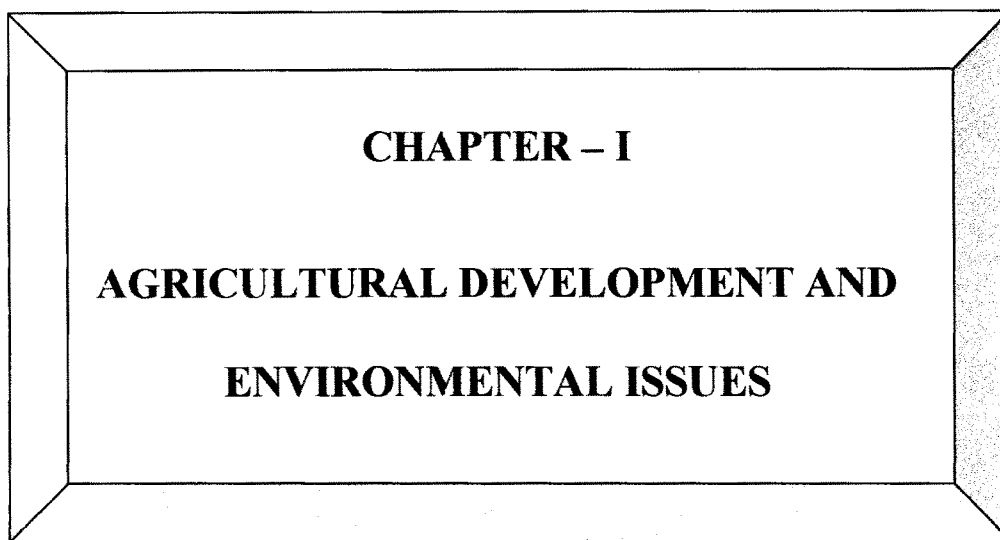 CHAPTER – I
AGRICULTURAL DEVELOPMENT AND
ENVIRONMENTAL ISSUES